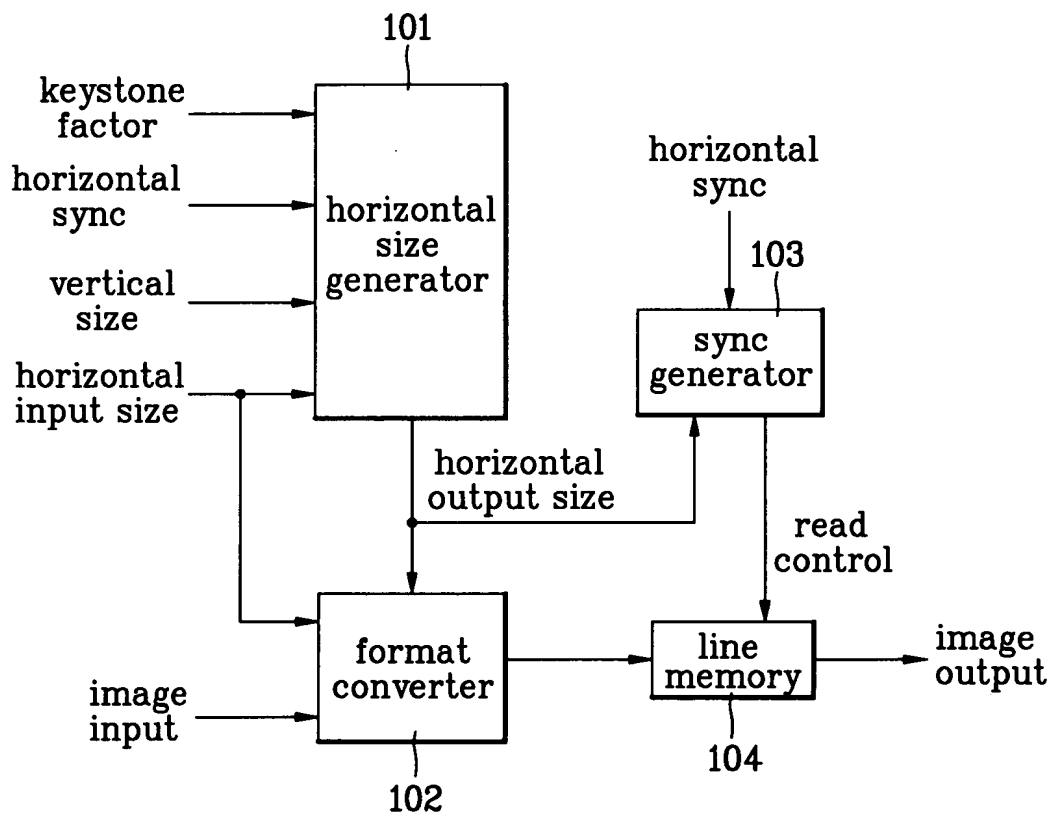 101
keystone
factor
horizontal
sync
horizontal
size
generator
vertical
size
horizontal
input size
horizontal
sync
103
sync
generator
horizontal
output size
read
control
format
converter
line
memory
image
output
image
input
102
104